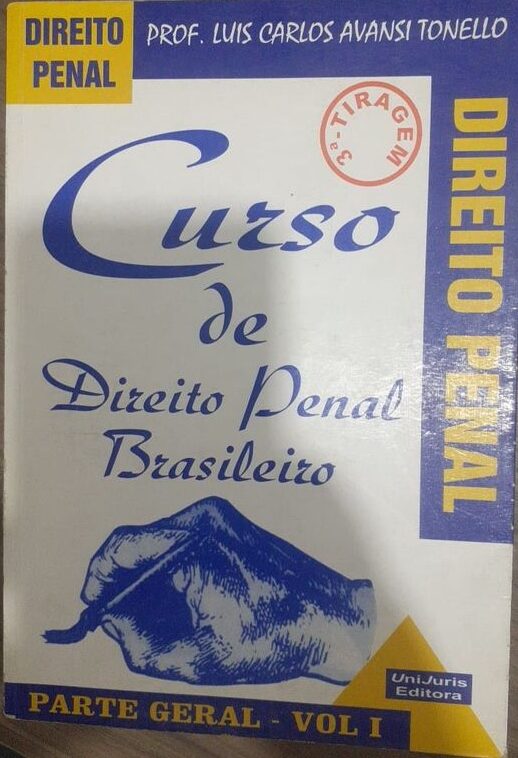 DIREITO
PENAL
PROF. LUIS CARLOS AVANSI TONELLO
3ª - TIRAGEM
DIREITO PENAL
Curso
de
Direito Penal
Brasileiro
UniJuris
Editora
PARTE GERAL - VOL I